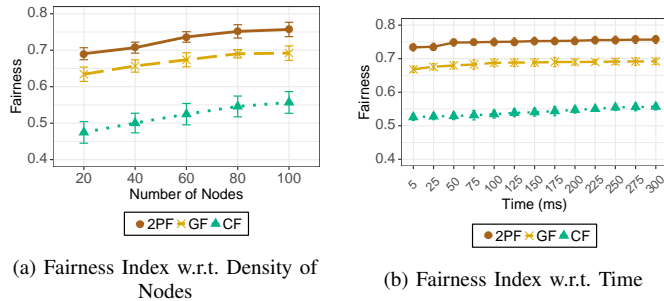 0.8
0.7
0.6
0.5
0.4
Fairness
20 40 60 80 100
Number of Nodes
2PF GF CF
(a) Fairness Index w.r.t. Density of
Nodes
0.8
0.7
0.6
0.5
0.4
Fairness
5 25 50 75 100 125 150 175 200 225 250 275 300
Time (ms)
2PF GF CF
(b) Fairness Index w.r.t. Time